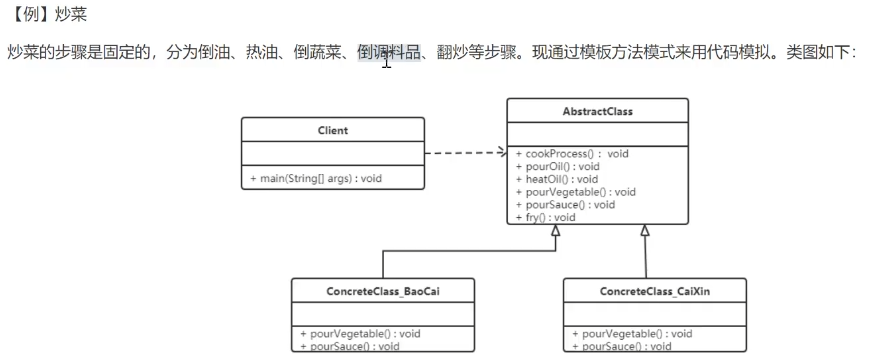 【例】炒菜
炒菜的步骤是固定的，分为倒油、热油、倒蔬菜、倒调料品、翻炒等步骤。现通过模板方法模式来用代码模拟。类图如下：
AbstractClass
+ cookProcess() : void
+ pourOil() : void
+ heatOil() : void
+ pourVegetable() : void
+ pourSauce() : void
+ fry() : void
Client
+ main(String[] args) : void
ConcreteClass_BaoCai
+ pourVegetable() : void
+ pourSauce() : void
ConcreteClass_CaiXin
+ pourVegetable() : void
+ pourSauce() : void